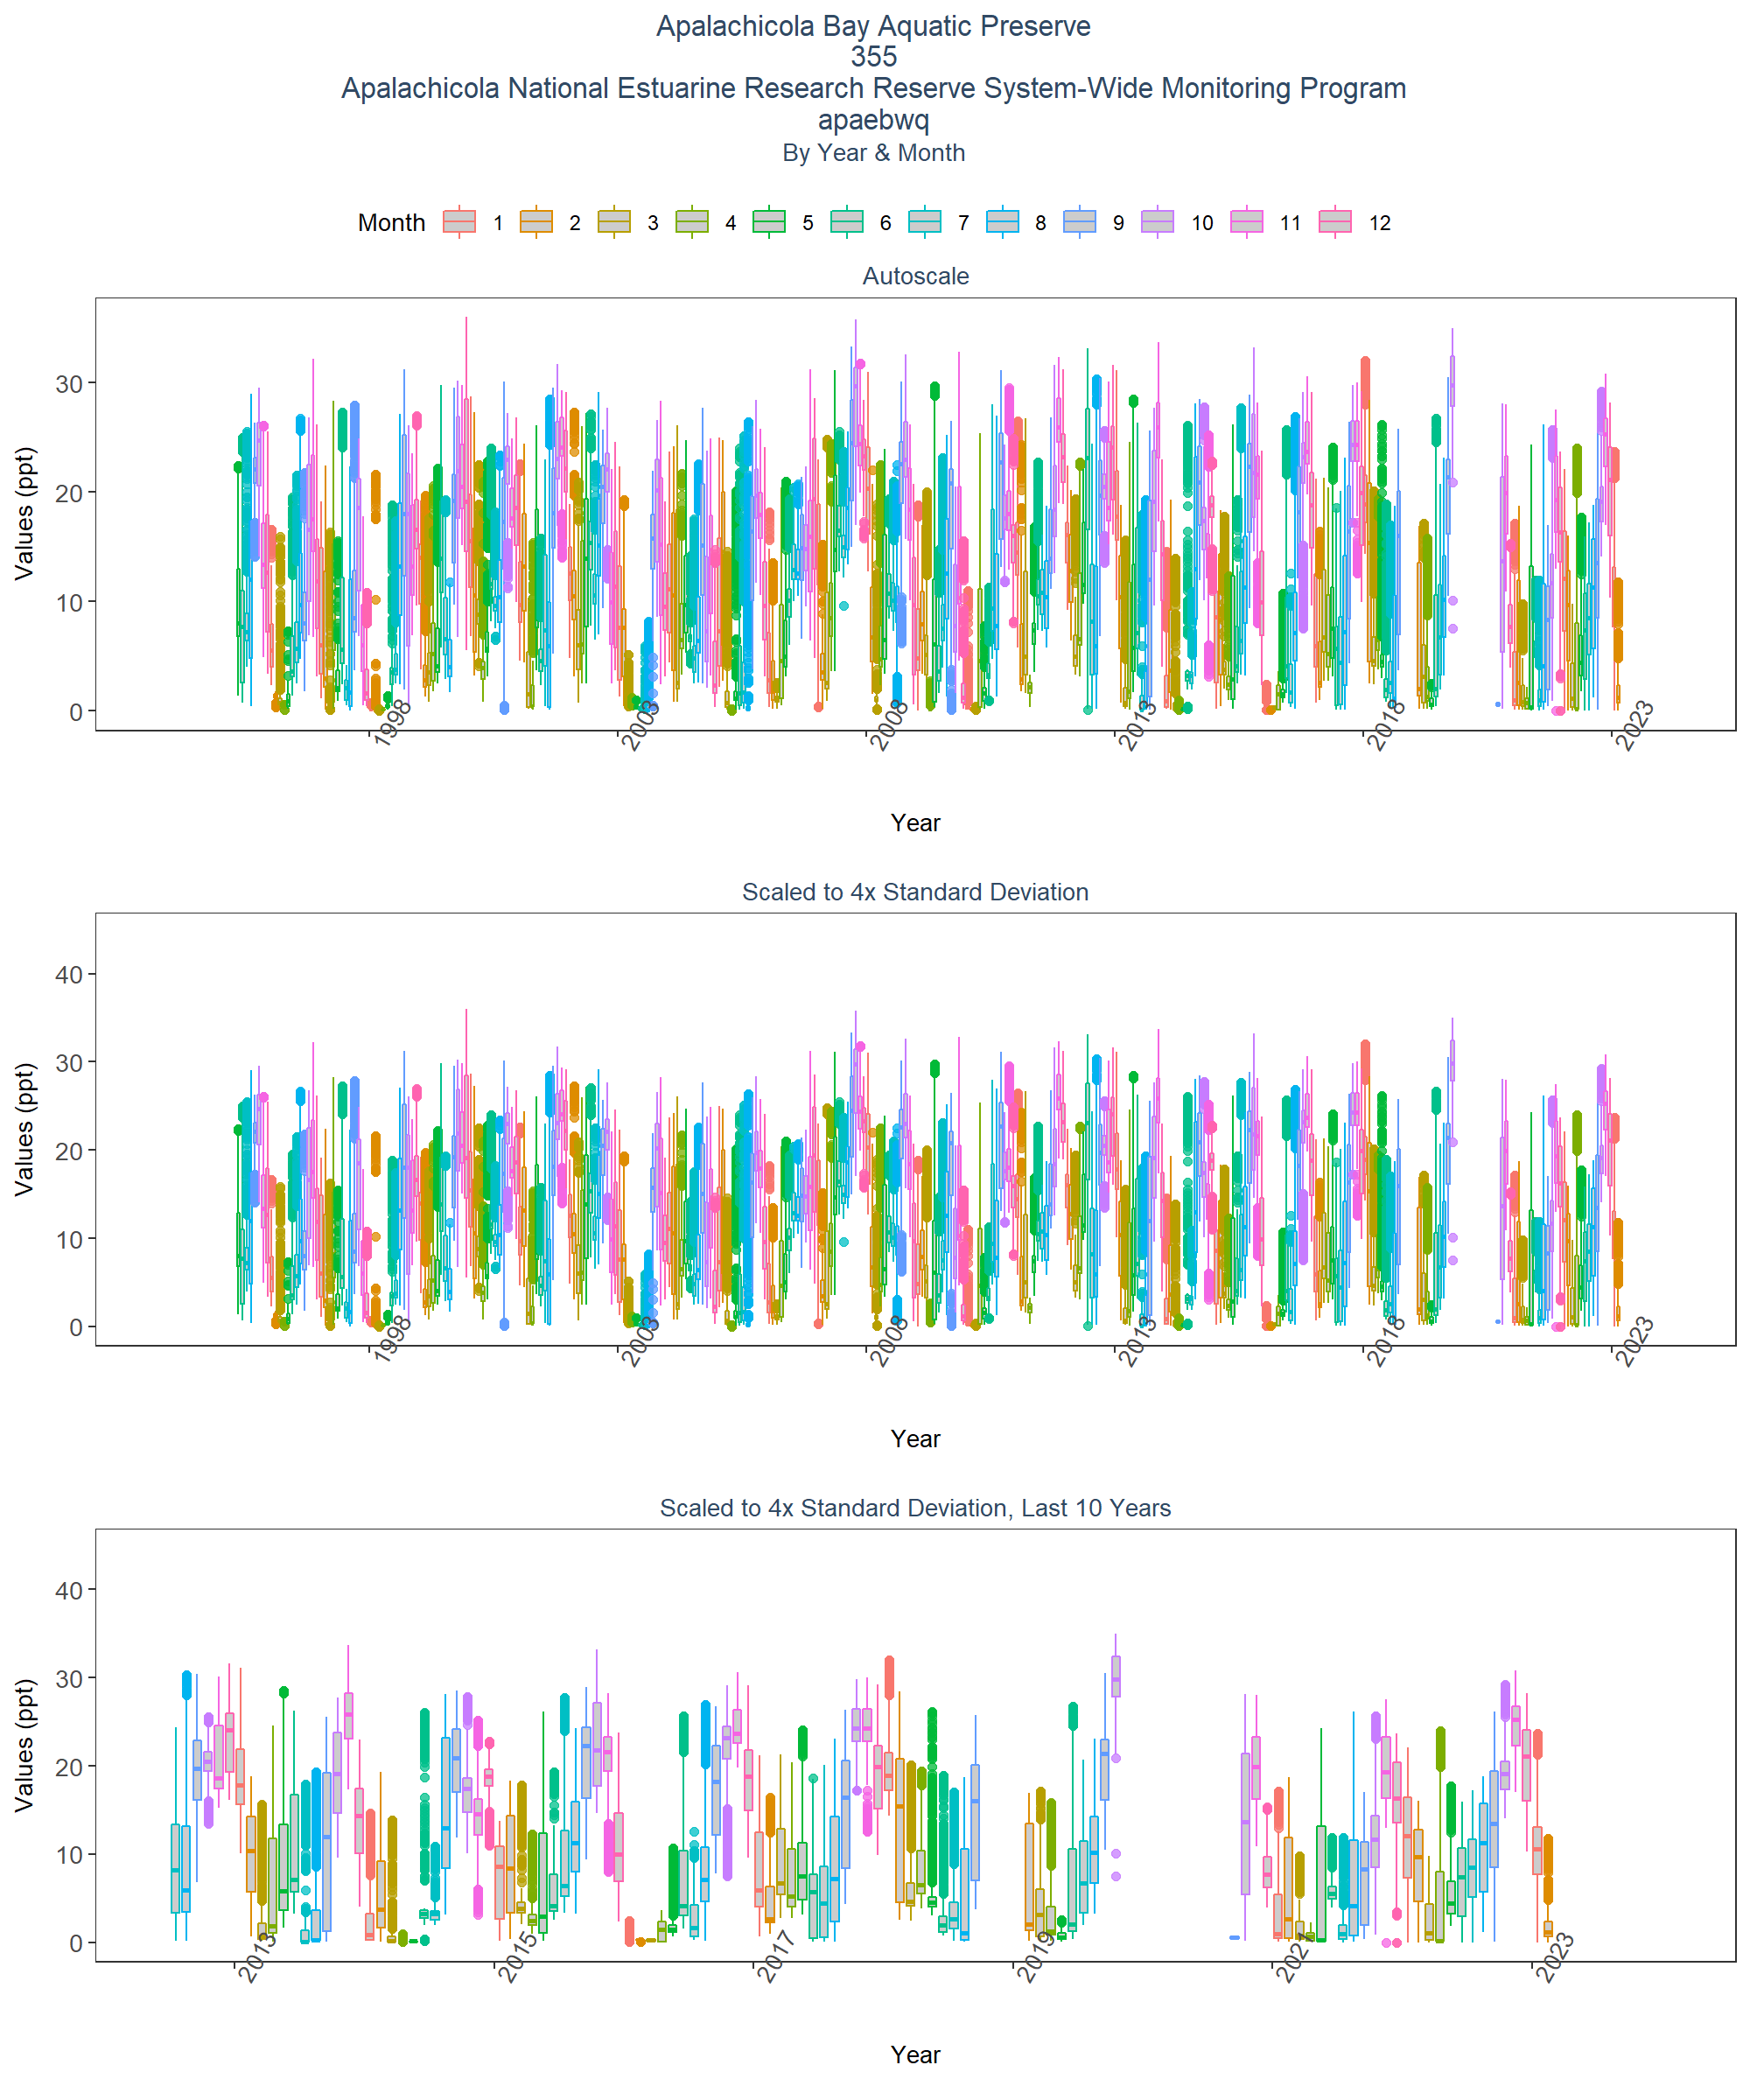 Apalachicola Bay Aquatic Preserve
355
Apalachicola National Estuarine Research Reserve System-Wide Monitoring Program
apaebwq
By Year & Month
Month 1 2 3 4 5 6 7 8 9 10 11 12
Autoscale
Values (ppt)
30
20
10
0
1998 2003 2008 2013 2018 2023
Year
Scaled to 4x Standard Deviation
Values (ppt)
40
30
20
10
0
1998 2003 2008 2013 2018 2023
Year
Scaled to 4x Standard Deviation, Last 10 Years
Values (ppt)
40
30
20
10
0
2013 2015 2017 2019 2021 2023
Year